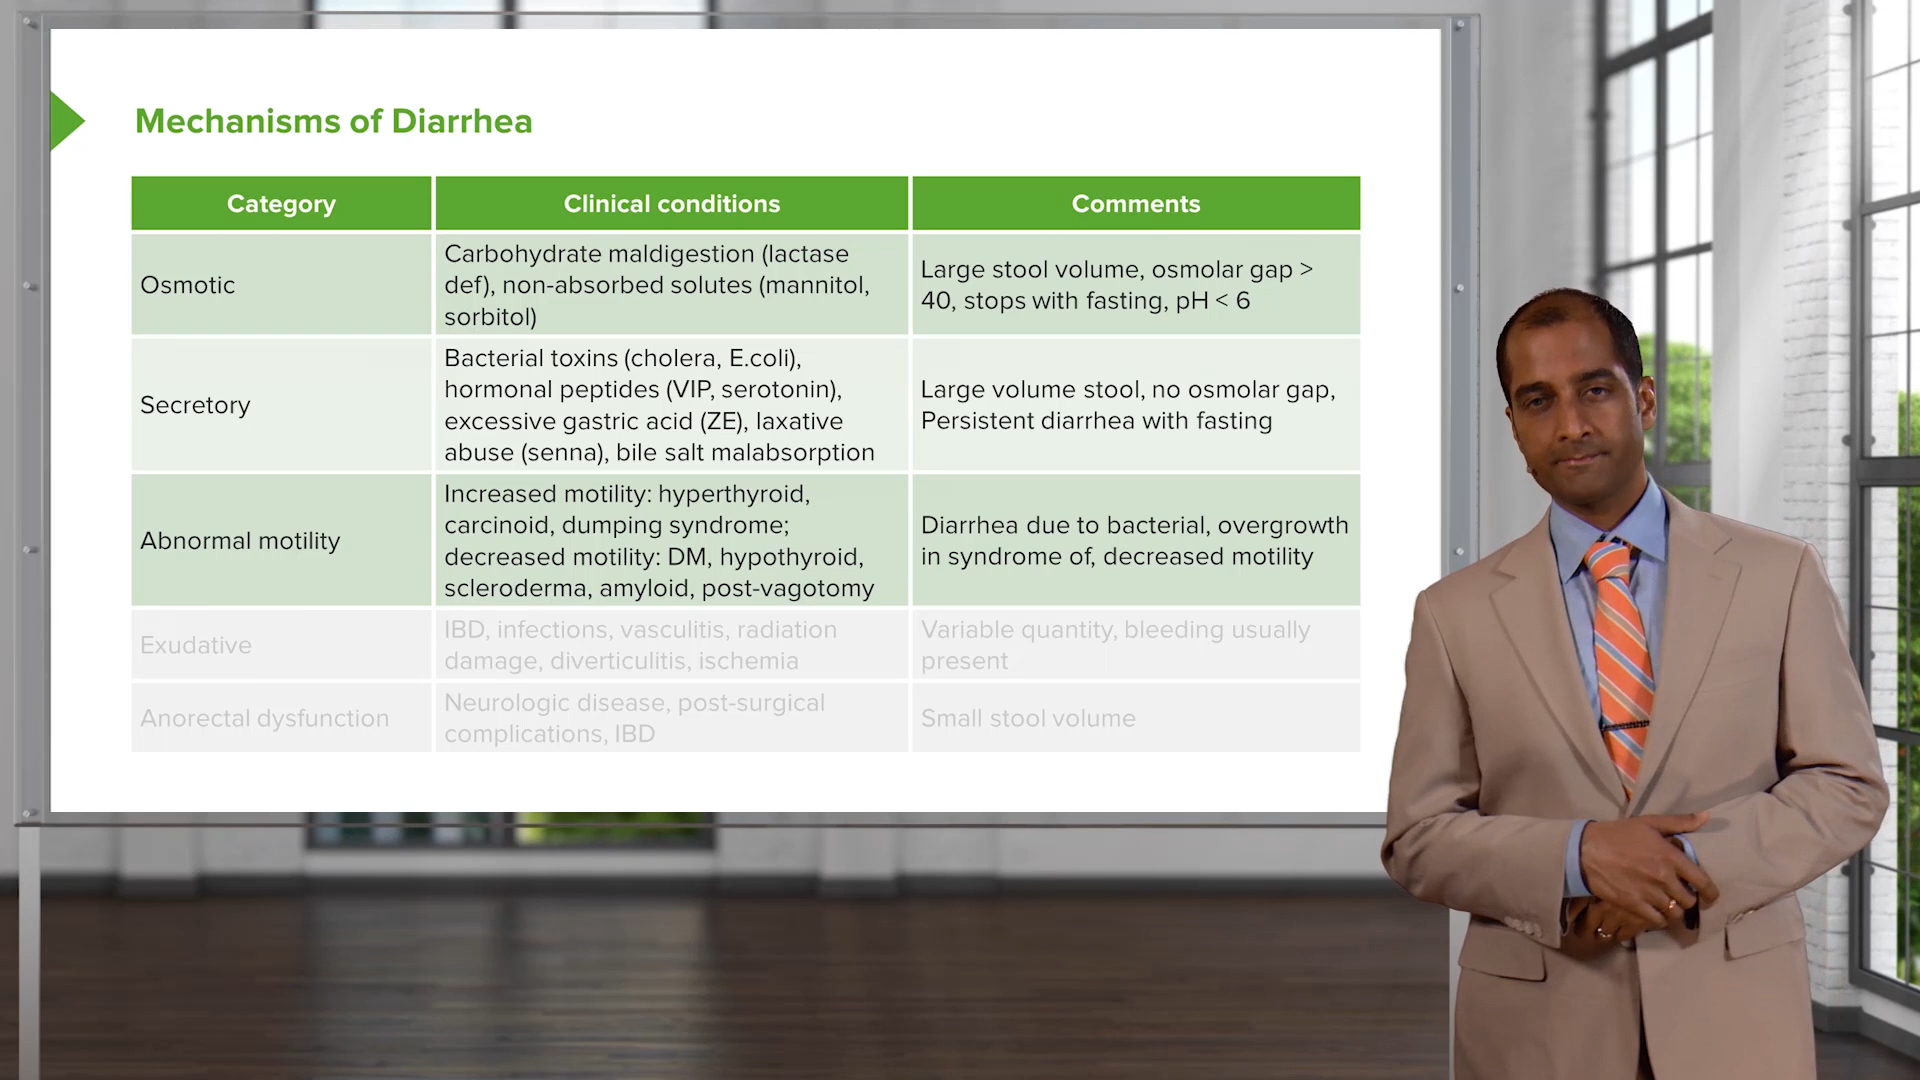 Mechanisms of Diarrhea
Category
Clinical conditions
Comments
Osmotic
Carbohydrate maldigestion (lactase
def), non-absorbed solutes (mannitol,
sorbitol)
Large stool volume, osmolar gap >
40, stops with fasting, pH < 6
Secretory
Bacterial toxins (cholera, E.coli),
hormonal peptides (VIP, serotonin),
excessive gastric acid (ZE), laxative
abuse (senna), bile salt malabsorption
Large volume stool, no osmolar gap,
Persistent diarrhea with fasting
Abnormal motility
Increased motility: hyperthyroid,
carcinoid, dumping syndrome;
decreased motility: DM, hypothyroid,
scleroderma, amyloid, post-vagotomy
Diarrhea due to bacterial, overgrowth
in syndrome of, decreased motility
Exudative
IBD, infections, vasculitis, radiation
damage, diverticulitis, ischemia
Variable quantity, bleeding usually
present
Anorectal dysfunction
Neurologic disease, post-surgical
complications, IBD
Small stool volume